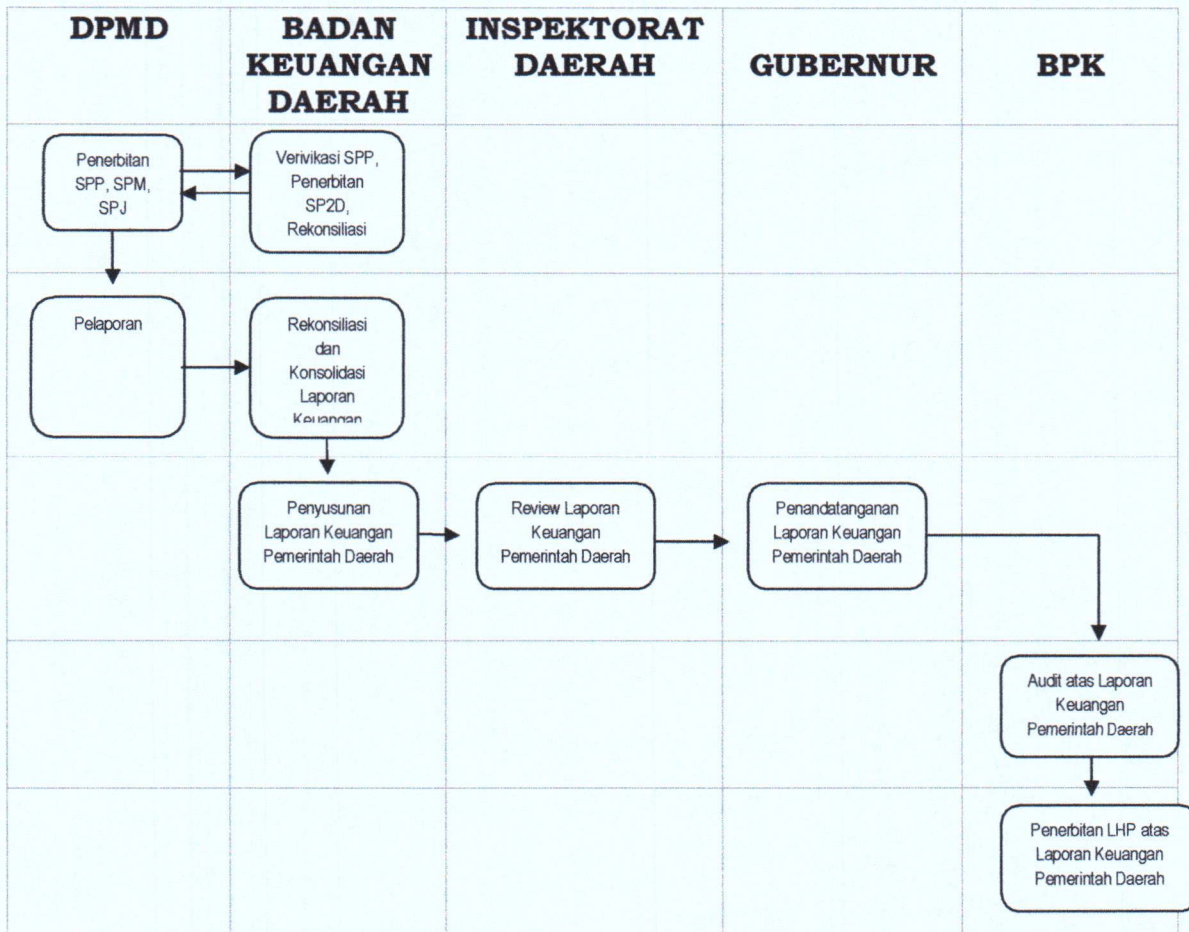 DPMD
BADAN
KEUANGAN
DAERAH
INSPEKTORAT
DAERAH
GUBERNUR
BPK
Penerbitan
SPP, SPM,
SPJ
Verivikasi SPP,
Penerbitan
SP2D,
Rekonsiliasi
Pelaporan
Rekonsiliasi
dan
Konsolidasi
Laporan
Keuangan
Penyusunan
Laporan Keuangan
Pemerintah Daerah
Review Laporan
Keuangan
Pemerintah Daerah
Penandatanganan
Laporan Keuangan
Pemerintah Daerah
Audit atas Laporan
Keuangan
Pemerintah Daerah
Penerbitan LHP atas
Laporan Keuangan
Pemerintah Daerah